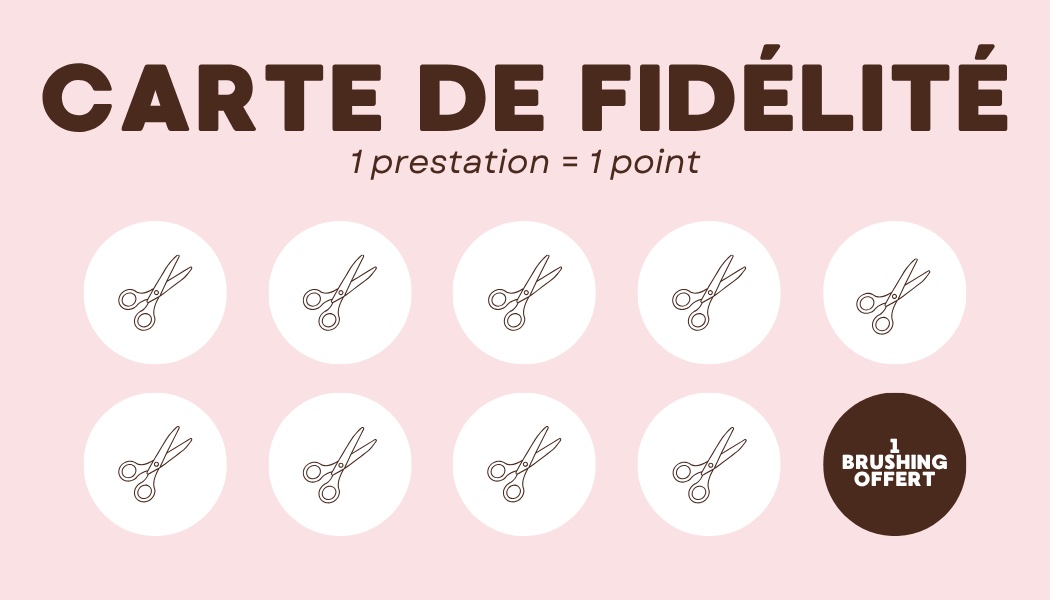 CARTE DE FIDÉLITÉ
1 prestation = 1 point
1
BRUSHING
OFFERT